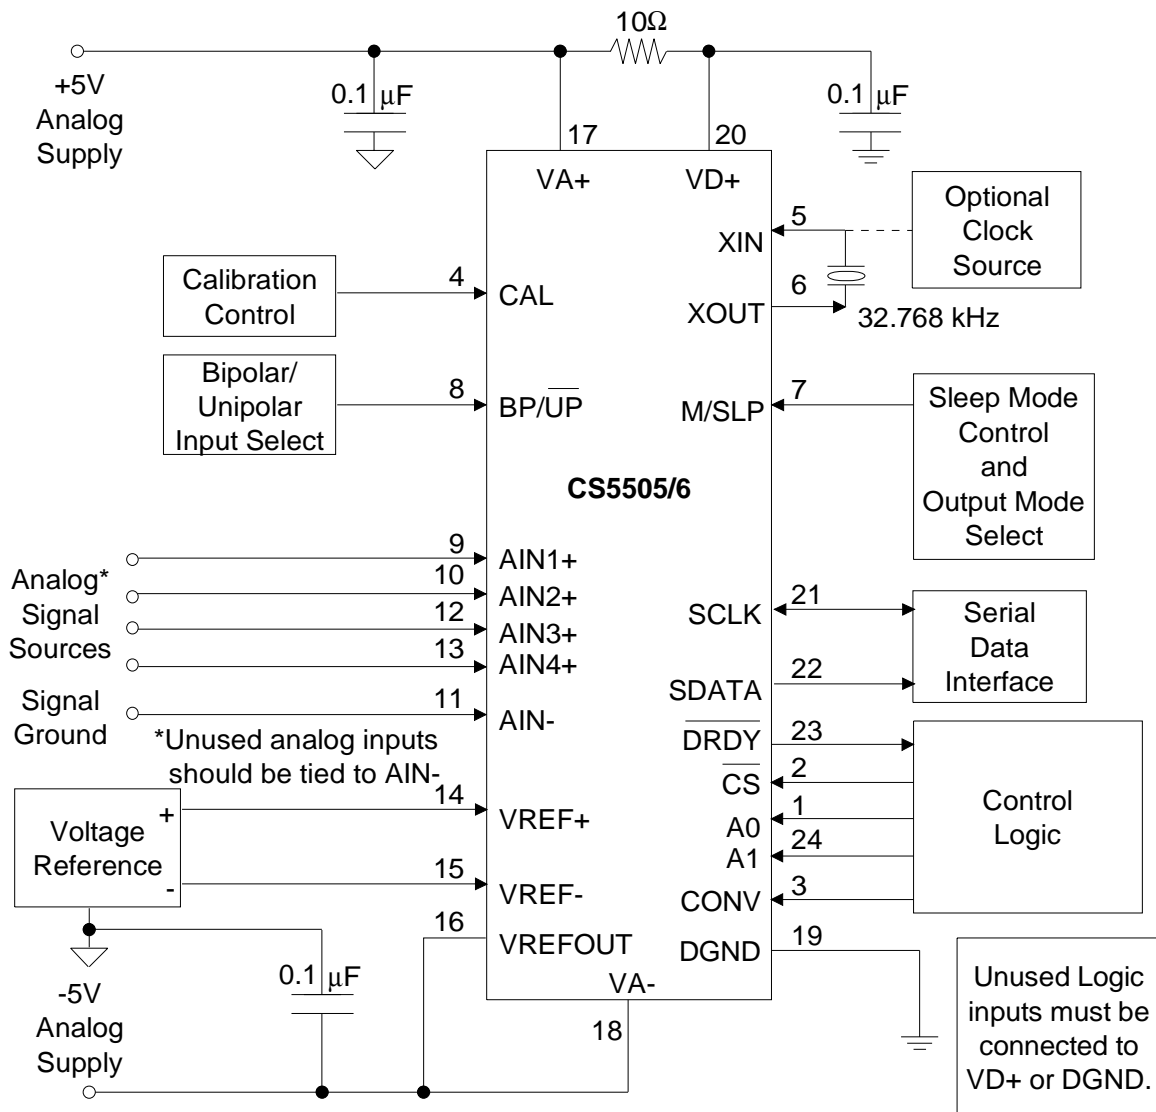 10Ω
+5V
Analog
Supply
0.1 μF
0.1 μF
17
20
VA+
VD+
Optional
Clock
Source
5
XIN
6
XOUT
32.768 kHz
Calibration
Control
4
CAL
Bipolar/
Unipolar
Input Select
8
BP/UP
7
M/SLP
Sleep Mode
Control
and
Output Mode
Select
CS5505/6
Analog*
Signal
Sources
9
AIN1+
10
AIN2+
12
AIN3+
13
AIN4+
Signal
Ground
11
AIN-
*Unused analog inputs
should be tied to AIN-
21
SCLK
22
SDATA
Serial
Data
Interface
23
DRDY
2
CS
1
A0
24
A1
3
CONV
Control
Logic
Voltage
Reference
+
-
14
VREF+
15
VREF-
16
VREFOUT
19
DGND
VA-
18
0.1 μF
-5V
Analog
Supply
Unused Logic
inputs must be
connected to
VD+ or DGND.